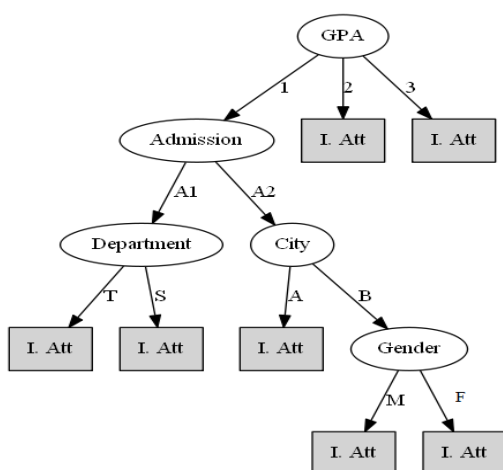 GPA
1
2
3
Admission
I. Att
I. Att
A1
A2
Department
City
T
S
A
B
I. Att
I. Att
I. Att
Gender
M
F
I. Att
I. Att